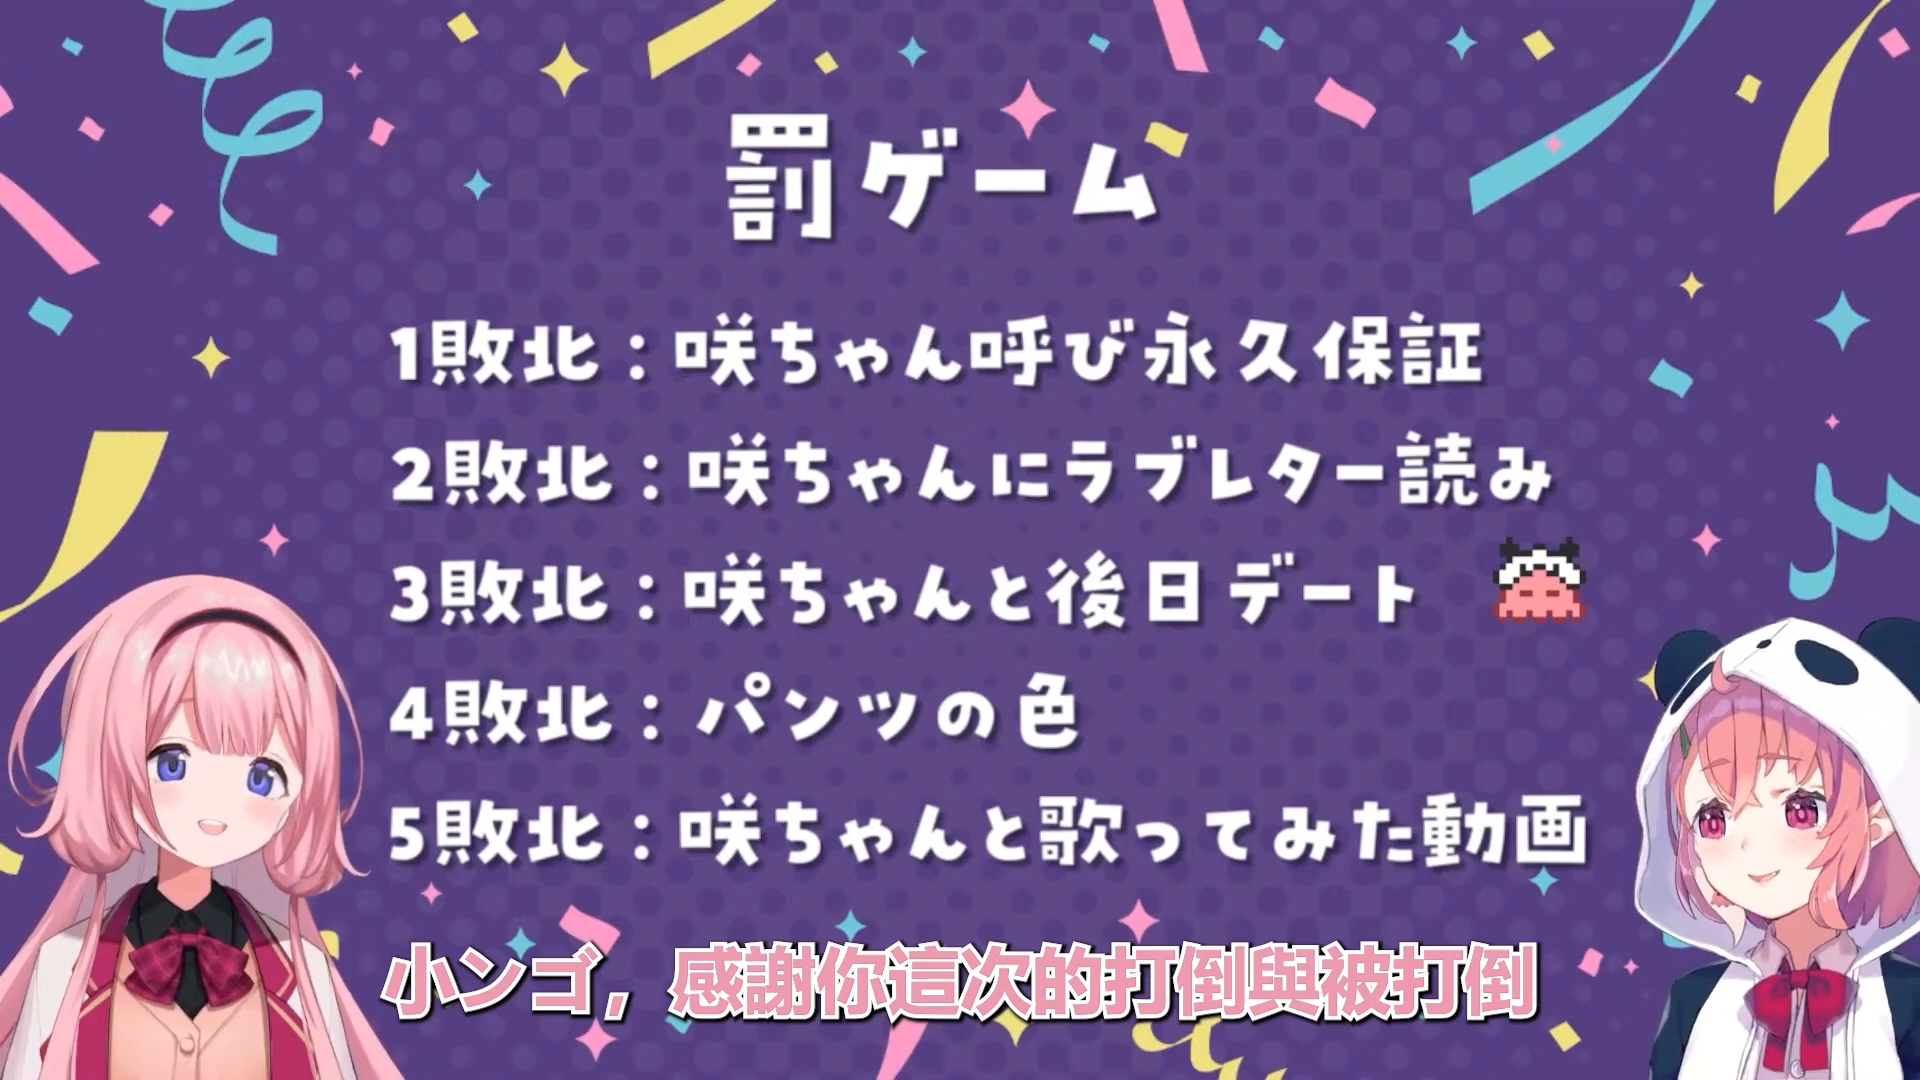 罰ゲーム
1敗北：咲ちゃん呼び永久保証
2敗北：咲ちゃんにラブレター読み
3敗北：咲ちゃんと後日デート
4敗北：パンツの色
5敗北：咲ちゃんと歌ってみた動画
小ンゴ，感謝你這次的打倒與被打倒